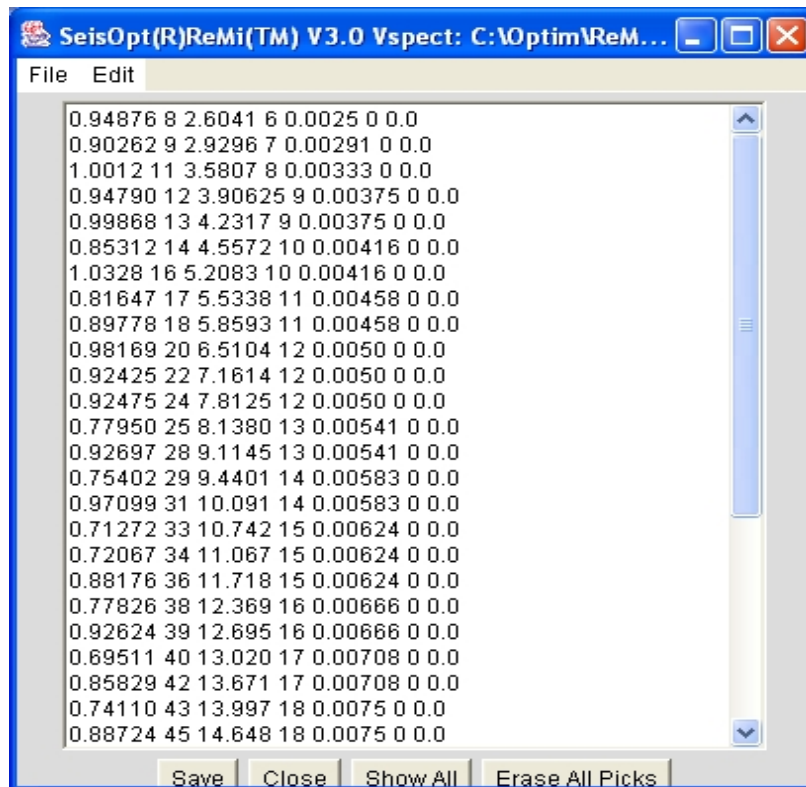 SeisOpt(R)ReMi(TM) V3.0 Vspect: C:\Optim\ReM...
File Edit
0.94876 8 2.6041 6 0.0025 0 0.0
0.90262 9 2.9296 7 0.00291 0 0.0
1.0012 11 3.5807 8 0.00333 0 0.0
0.94790 12 3.90625 9 0.00375 0 0.0
0.99868 13 4.2317 9 0.00375 0 0.0
0.85312 14 4.5572 10 0.00416 0 0.0
1.0328 16 5.2083 10 0.00416 0 0.0
0.81647 17 5.5338 11 0.00458 0 0.0
0.89778 18 5.8593 11 0.00458 0 0.0
0.98169 20 6.5104 12 0.0050 0 0.0
0.92425 22 7.1614 12 0.0050 0 0.0
0.92475 24 7.8125 12 0.0050 0 0.0
0.77950 25 8.1380 13 0.00541 0 0.0
0.92697 28 9.1145 13 0.00541 0 0.0
0.75402 29 9.4401 14 0.00583 0 0.0
0.97099 31 10.091 14 0.00583 0 0.0
0.71272 33 10.742 15 0.00624 0 0.0
0.72067 34 11.067 15 0.00624 0 0.0
0.88176 36 11.718 15 0.00624 0 0.0
0.77826 38 12.369 16 0.00666 0 0.0
0.92624 39 12.695 16 0.00666 0 0.0
0.69511 40 13.020 17 0.00708 0 0.0
0.85829 42 13.671 17 0.00708 0 0.0
0.74110 43 13.997 18 0.0075 0 0.0
0.88724 45 14.648 18 0.0075 0 0.0
Save Close Show All Erase All Picks